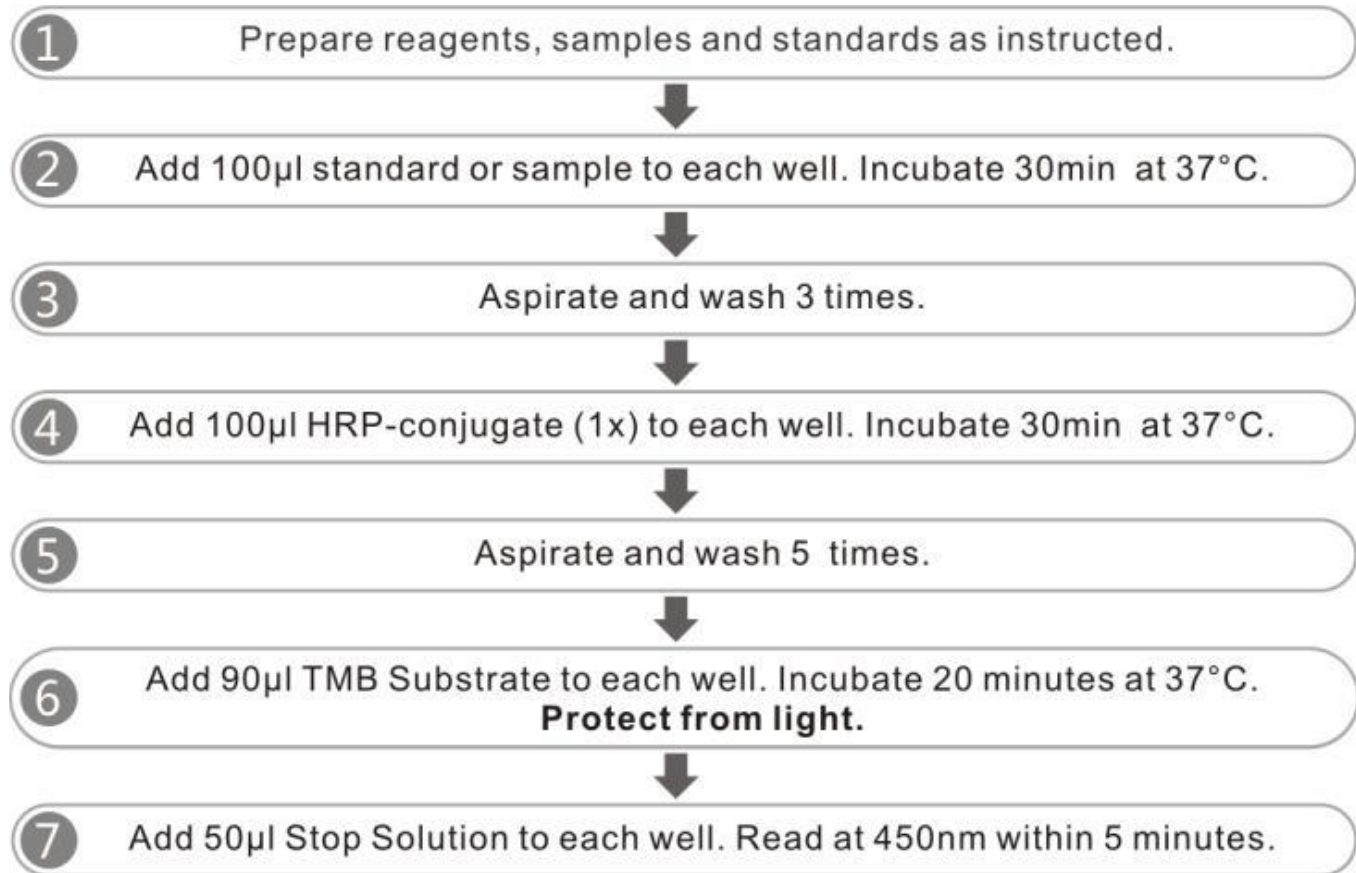 1 Prepare reagents, samples and standards as instructed.
2 Add 100μl standard or sample to each well. Incubate 30min at 37°C.
3 Aspirate and wash 3 times.
4 Add 100μl HRP-conjugate (1x) to each well. Incubate 30min at 37°C.
5 Aspirate and wash 5 times.
6 Add 90μl TMB Substrate to each well. Incubate 20 minutes at 37°C.
Protect from light.
7 Add 50μl Stop Solution to each well. Read at 450nm within 5 minutes.